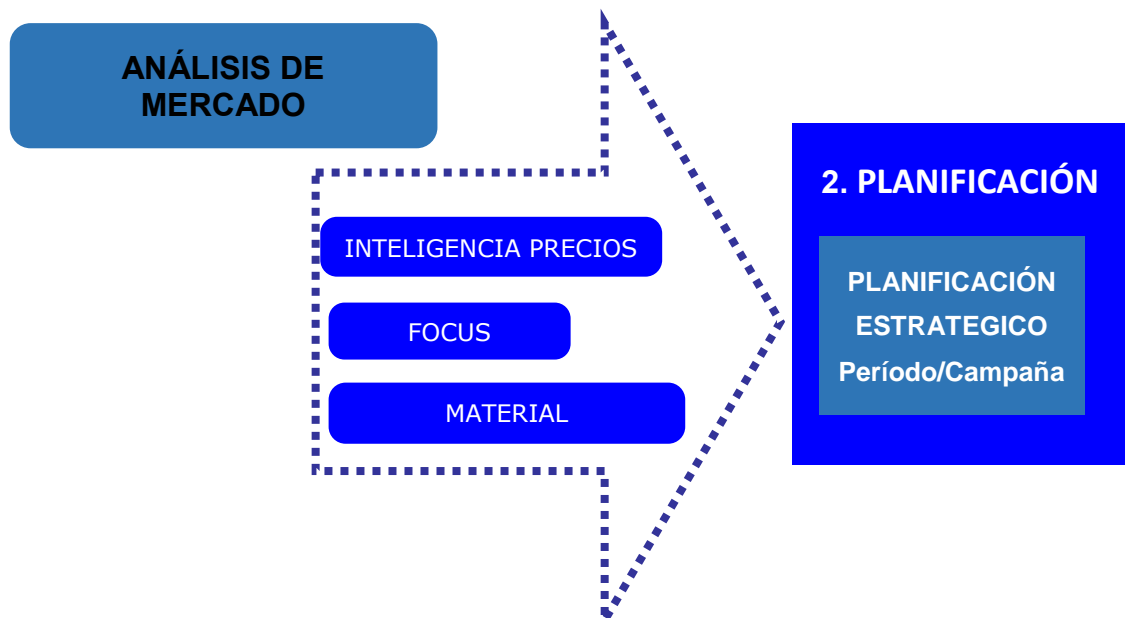 ANÁLISIS DE
MERCADO
INTELIGENCIA PRECIOS
FOCUS
MATERIAL
2. PLANIFICACIÓN
PLANIFICACIÓN
ESTRATEGICO
Período/Campaña